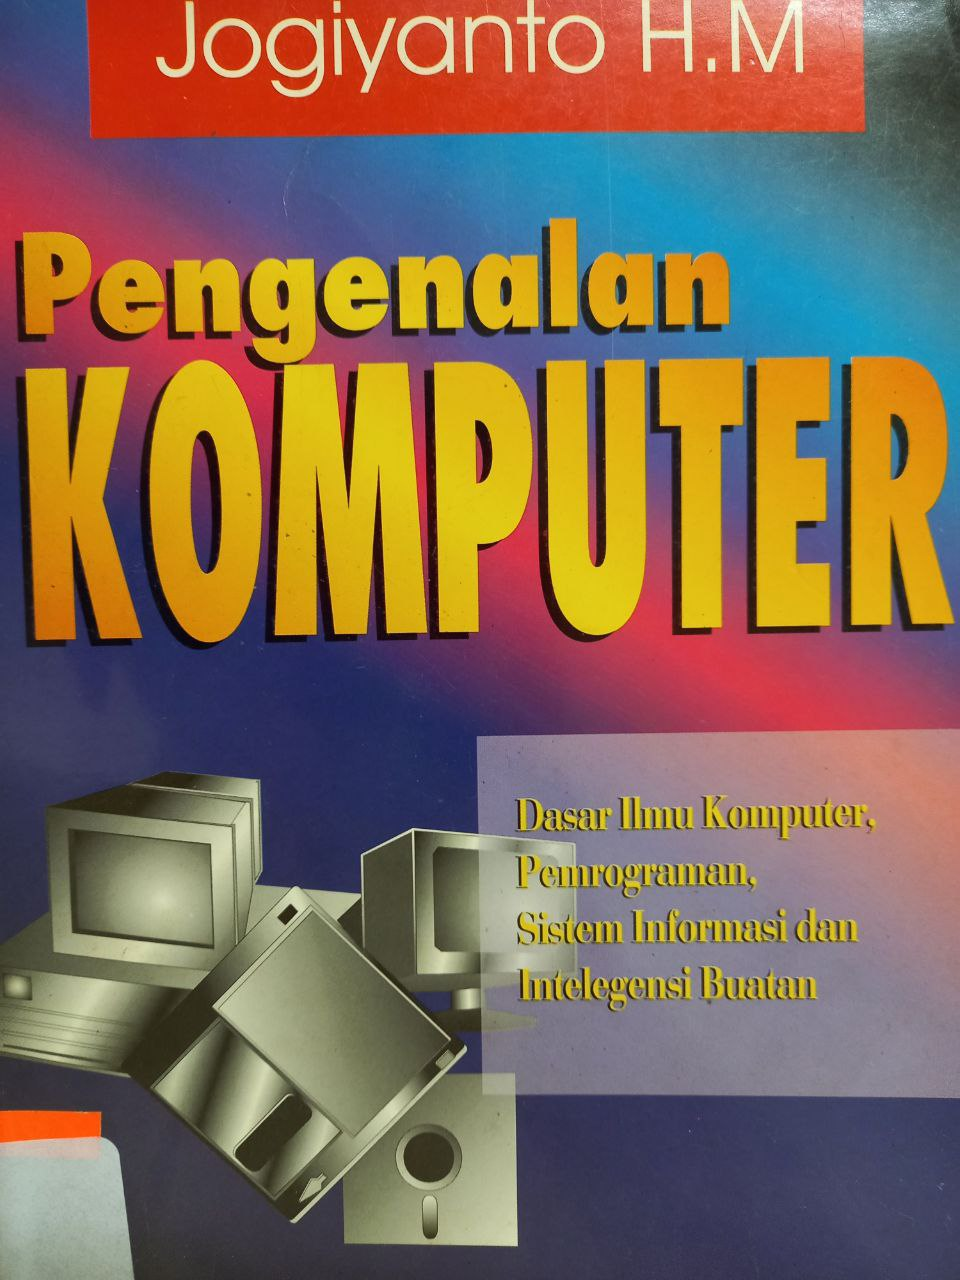 Jogiyanto H.M
Pengenalan
KOMPUTER
Dasar Ilmu Komputer,
Pemrograman,
Sistem Informasi dan
Intelegensi Buatan